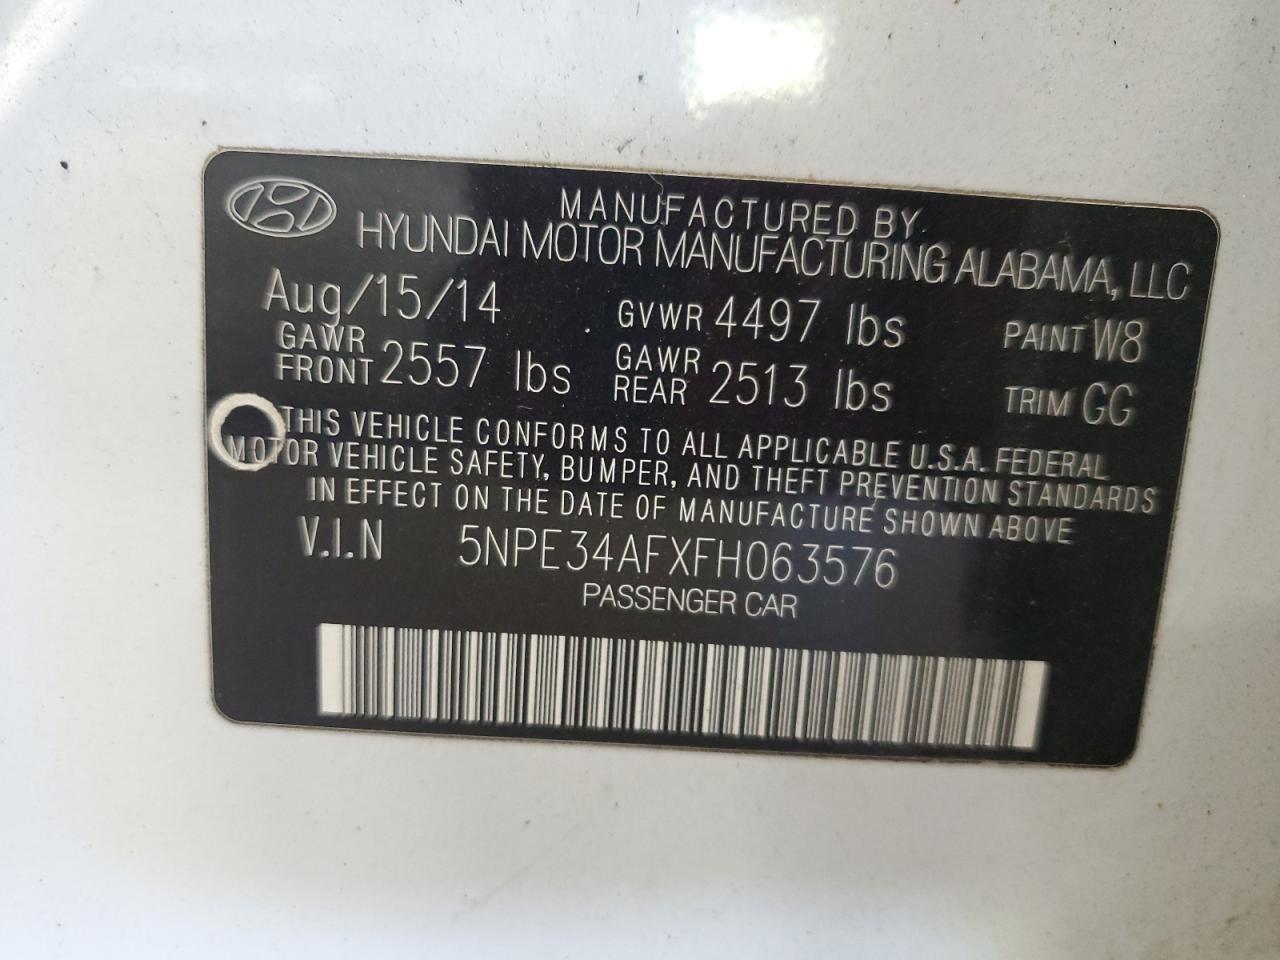 MANUFACTURED BY
HYUNDAI MOTOR MANUFACTURING ALABAMA, LLC
Aug/15/14 GVWR 4497 lbs PAINT W8
GAWR FRONT 2557 lbs GAWR REAR 2513 lbs TRIM GG
THIS VEHICLE CONFORMS TO ALL APPLICABLE U.S.A. FEDERAL
MOTOR VEHICLE SAFETY, BUMPER, AND THEFT PREVENTION STANDARDS
IN EFFECT ON THE DATE OF MANUFACTURE SHOWN ABOVE
V.I.N 5NPE34AFXFH063576
PASSENGER CAR